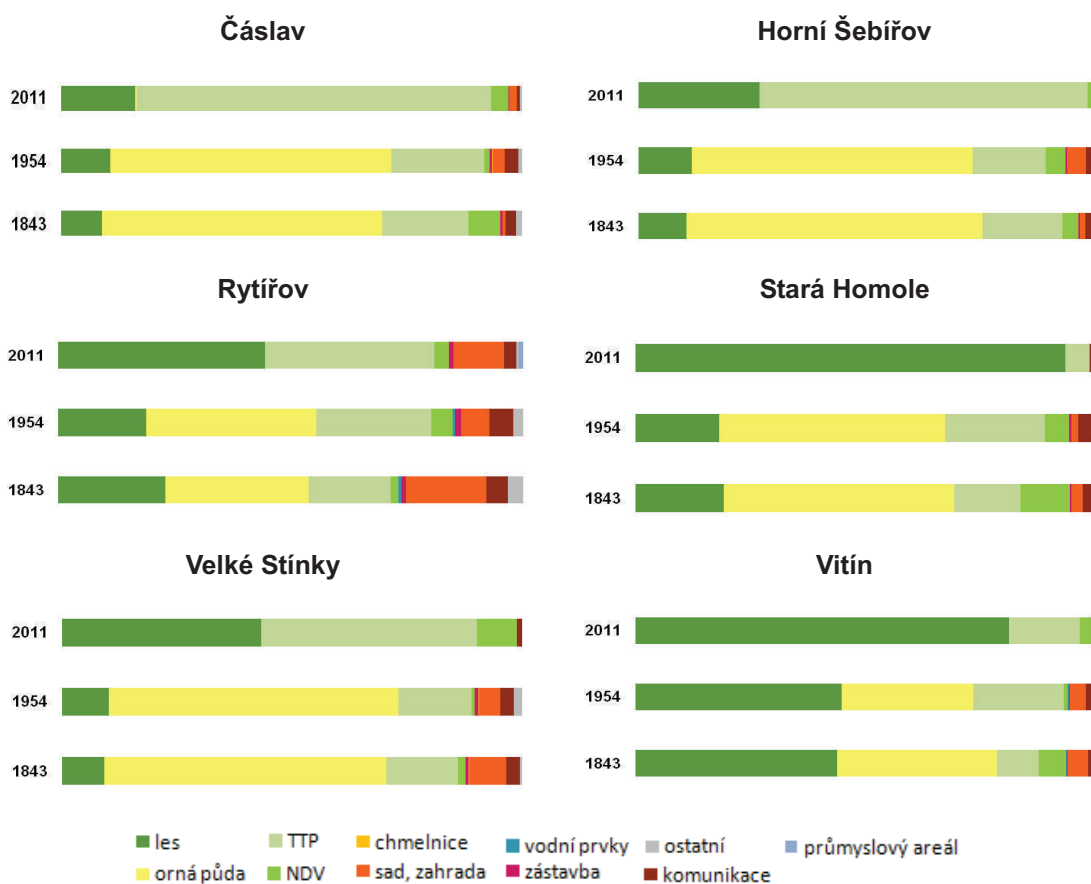 Čáslav
2011
1954
1843
Horní Šebířov
2011
1954
1843
Rytířov
2011
1954
1843
Stará Homole
2011
1954
1843
Velké Stínky
2011
1954
1843
Vitín
2011
1954
1843
les TTP chmelnice vodní prvky ostatní průmyslový areál
orná půda NDV sad, zahrada zástavba komunikace